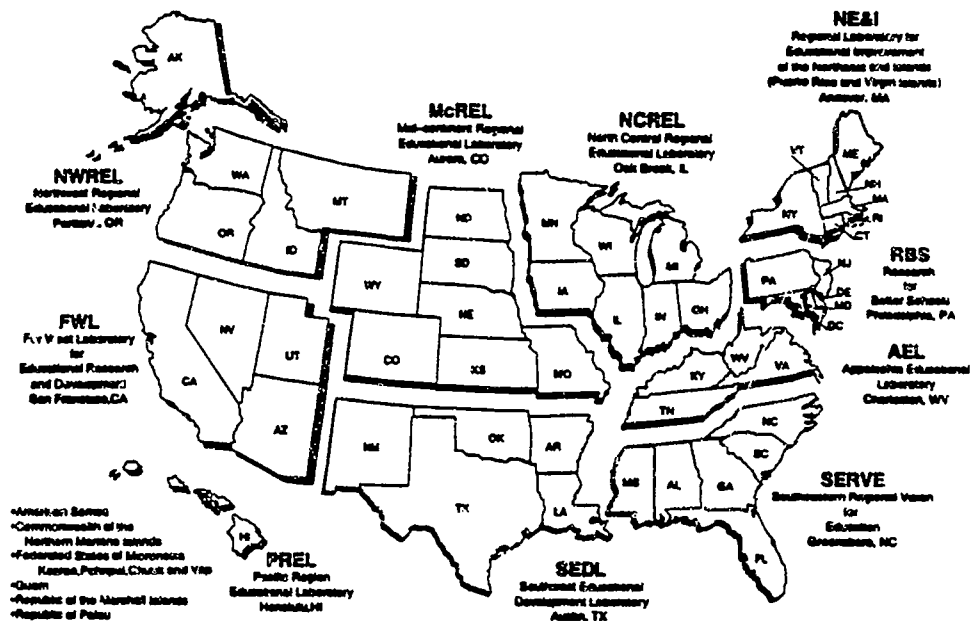 NE&I
Regional Laboratory for
Educational Improvement
of the Northeast and Islands
(Puerto Rico and Virgin Islands)
Andover, MA
AK
McREL
Mid-continent Regional
Educational Laboratory
Aurora, CO
NCREL
North Central Regional
Educational Laboratory
Oak Brook, IL
NWREL
Northwest Regional
Educational Laboratory
OR
WA
MT
ND
MN
VT
ME
NH
MA
RI
CT
NY
OR
ID
SD
WI
MI
WY
IA
PA
NJ
DE
MD
DC
RBS
Research
for
Better Schools
Philadelphia, PA
NE
IL
IN
OH
FWL
Laboratory
for
Educational Research
and Development
San Francisco, CA
NV
UT
CO
KS
MO
KY
WV
VA
AEL
Appalachia Educational
Laboratory
Charleston, WV
CA
AZ
NM
OK
AR
TN
NC
SC
SERVE
Southeastern Regional Vision
for
Education
Greensboro, NC
TX
LA
MS
AL
GA
FL
•American Samoa
•Commonwealth of the
Northern Mariana Islands
•Federated States of Micronesia
and Yap
•Guam
•Republic of the Marshall Islands
•Republic of Palau
HI
PREL
Pacific Region
Educational Laboratory
Honolulu, HI
SEDL
Southwest Educational
Development Laboratory
Austin, TX